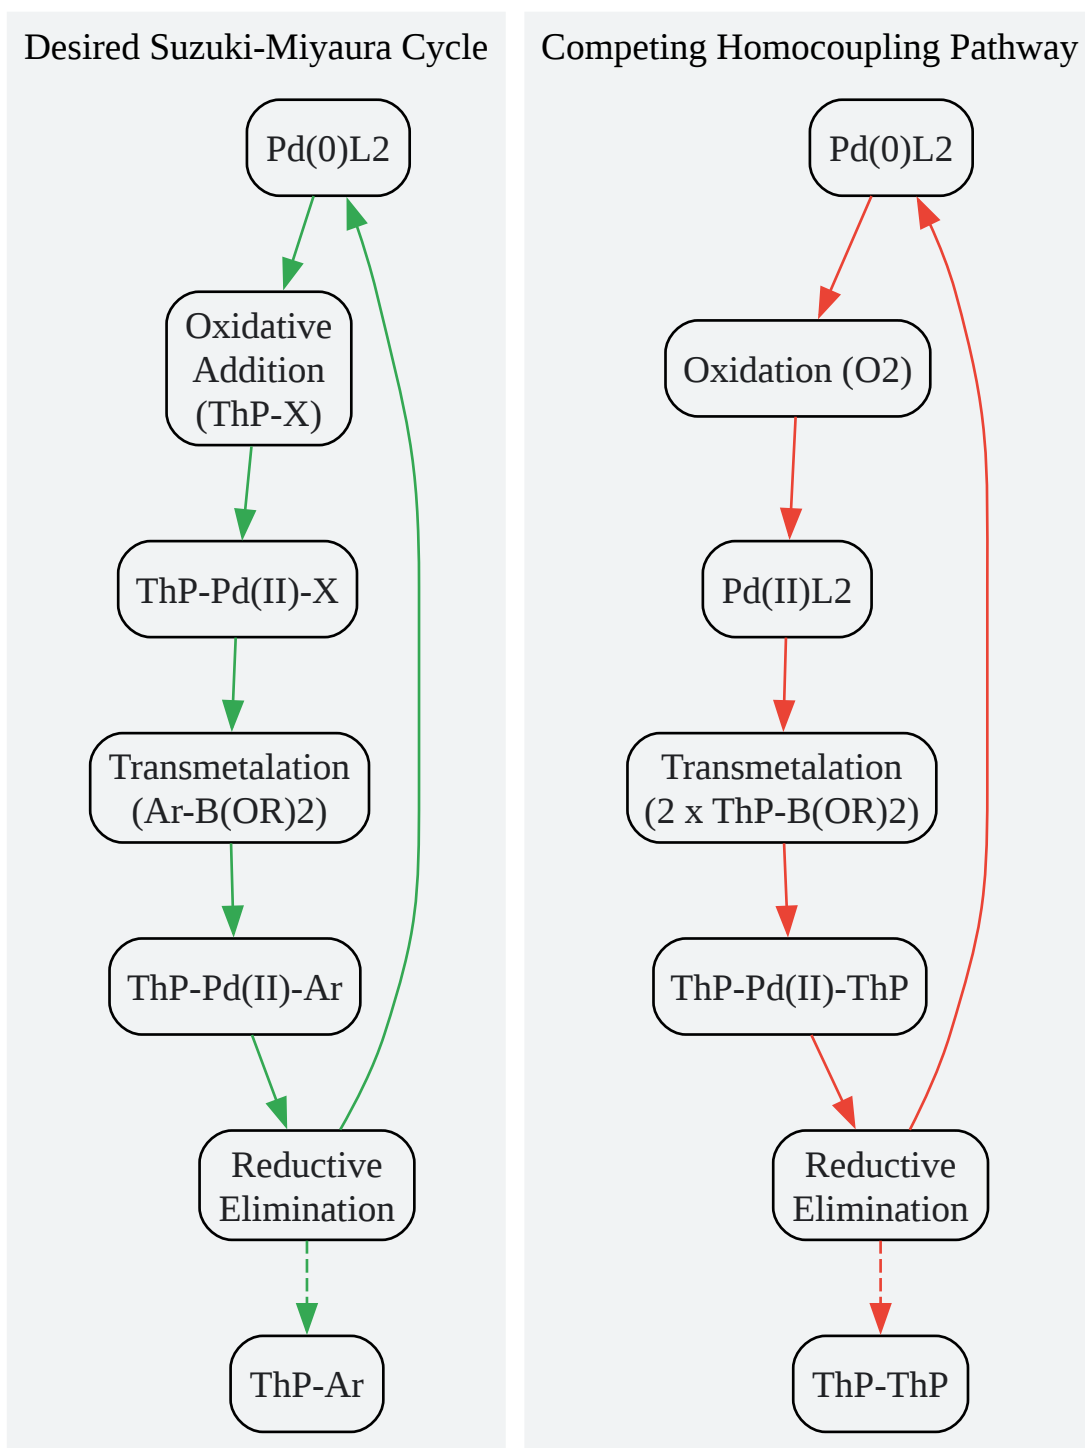 Desired Suzuki-Miyaura Cycle
Pd(0)L2
Oxidative
Addition
(ThP-X)
ThP-Pd(II)-X
Transmetalation
(Ar-B(OR)2)
ThP-Pd(II)-Ar
Reductive
Elimination
ThP-Ar
Competing Homocoupling Pathway
Pd(0)L2
Oxidation (O2)
Pd(II)L2
Transmetalation
(2 x ThP-B(OR)2)
ThP-Pd(II)-ThP
Reductive
Elimination
ThP-ThP